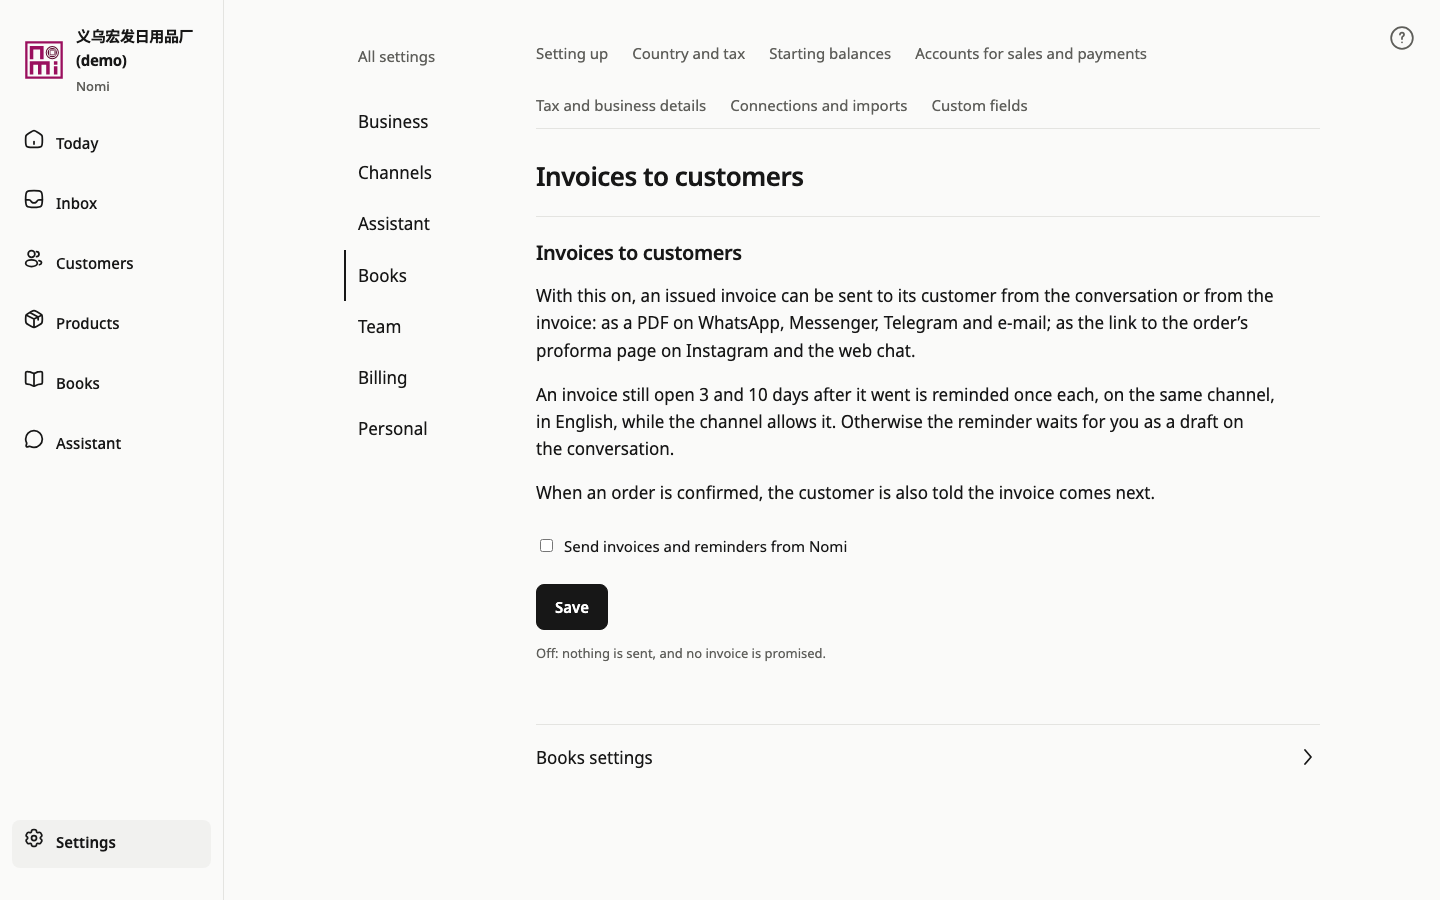 义乌宏发日用品厂
(demo)
Nomi
Today
Inbox
Customers
Products
Books
Assistant
Settings
All settings
Business
Channels
Assistant
Books
Team
Billing
Personal
Setting up
Country and tax
Starting balances
Accounts for sales and payments
Tax and business details
Connections and imports
Custom fields
Invoices to customers
Invoices to customers
With this on, an issued invoice can be sent to its customer from the conversation or from the
invoice: as a PDF on WhatsApp, Messenger, Telegram and e-mail; as the link to the order’s
proforma page on Instagram and the web chat.
An invoice still open 3 and 10 days after it went is reminded once each, on the same channel,
in English, while the channel allows it. Otherwise the reminder waits for you as a draft on
the conversation.
When an order is confirmed, the customer is also told the invoice comes next.
Send invoices and reminders from Nomi
Save
Off: nothing is sent, and no invoice is promised.
Books settings